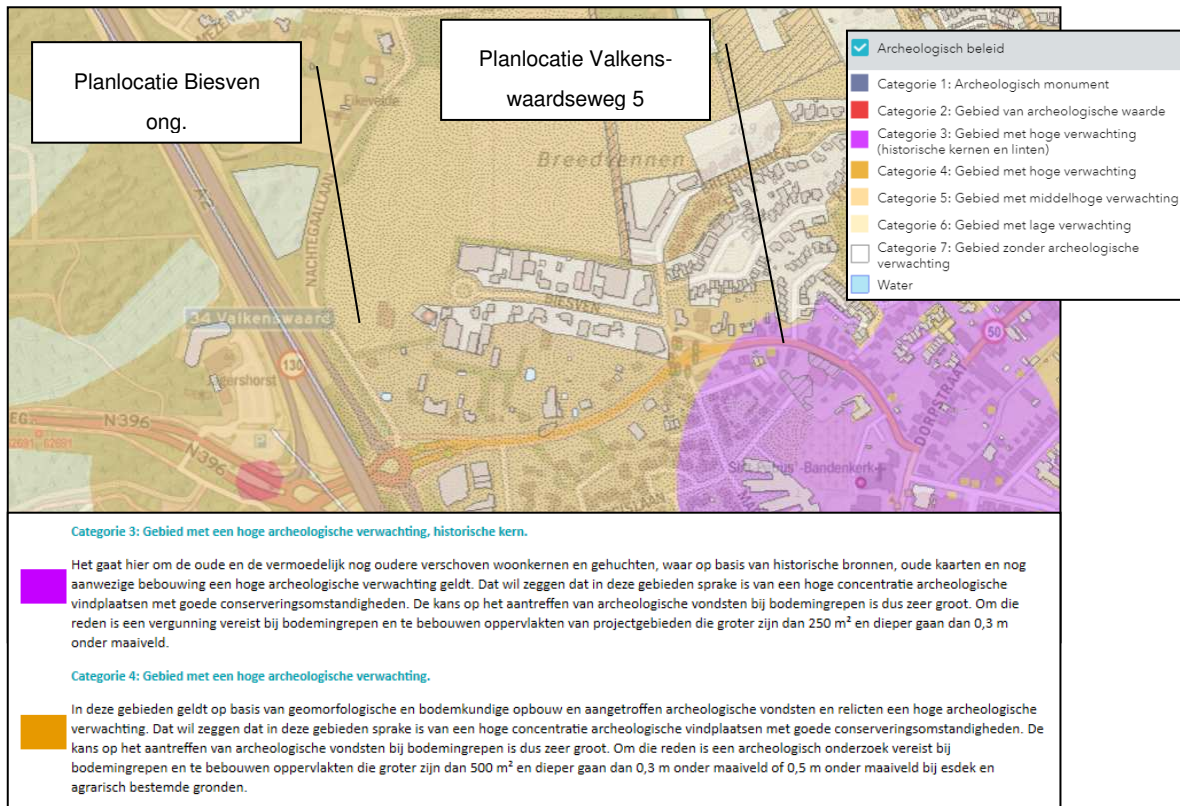 Planlocatie Biesven
ong.
Planlocatie Valkens-
waardseweg 5
Archeologisch beleid
Categorie 1: Archeologisch monument
Categorie 2: Gebied van archeologische waarde
Categorie 3: Gebied met hoge verwachting
(historische kernen en linten)
Categorie 4: Gebied met hoge verwachting
Categorie 5: Gebied met middelhoge verwachting
Categorie 6: Gebied met lage verwachting
Categorie 7: Gebied zonder archeologische
verwachting
Water
Eikevelde
Breedvennen
A2
NACHTEGAALLAAN
BIESVEN
34 Valkenswaard
130
50
Jagershorst
DORPSTRAAT
N396
N396
62691 62691
P
Bandenkerk
Categorie 3: Gebied met een hoge archeologische verwachting, historische kern.
Het gaat hier om de oude en de vermoedelijk nog oudere verschoven woonkernen en gehuchten, waar op basis van historische bronnen, oude kaarten en nog
aanwezige bebouwing een hoge archeologische verwachting geldt. Dat wil zeggen dat in deze gebieden sprake is van een hoge concentratie archeologische
vindplaatsen met goede conserveringsomstandigheden. De kans op het aantreffen van archeologische vondsten bij bodemingrepen is dus zeer groot. Om die
reden is een vergunning vereist bij bodemingrepen en te bebouwen oppervlakten van projectgebieden die groter zijn dan 250 m² en dieper gaan dan 0,3 m
onder maaiveld.
Categorie 4: Gebied met een hoge archeologische verwachting.
In deze gebieden geldt op basis van geomorfologische en bodemkundige opbouw en aangetroffen archeologische vondsten en relicten een hoge archeologische
verwachting. Dat wil zeggen dat in deze gebieden sprake is van een hoge concentratie archeologische vindplaatsen met goede conserveringsomstandigheden. De
kans op het aantreffen van archeologische vondsten bij bodemingrepen is dus zeer groot. Om die reden is een archeologisch onderzoek vereist bij
bodemingrepen en te bebouwen oppervlakten die groter zijn dan 500 m² en dieper gaan dan 0,3 m onder maaiveld of 0,5 m onder maaiveld bij esdek en
agrarisch bestemde gronden.